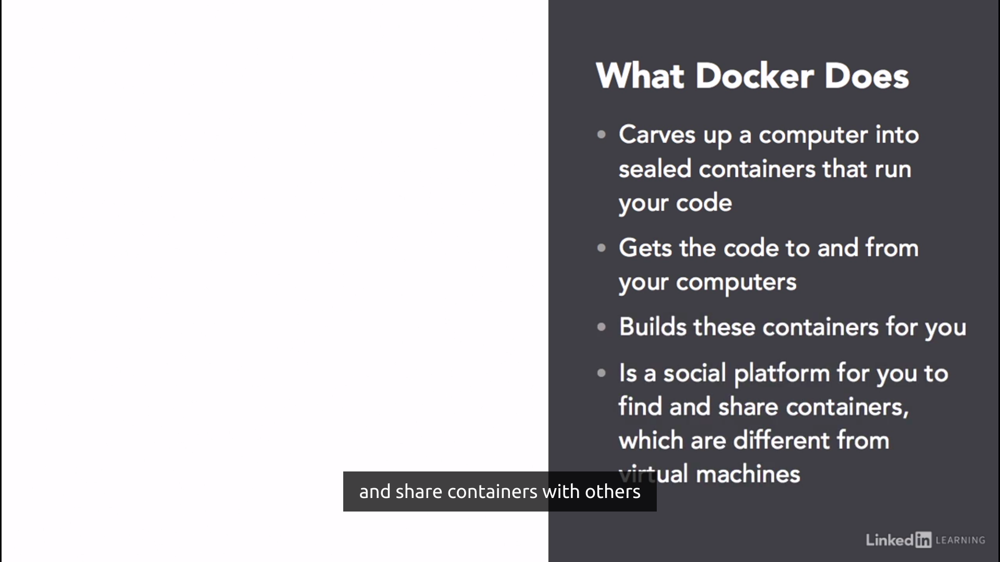 What Docker Does
• Carves up a computer into
sealed containers that run
your code
• Gets the code to and from
your computers
• Builds these containers for you
• Is a social platform for you to
find and share containers,
which are different from
virtual machines
and share containers with others
Linked in LEARNING